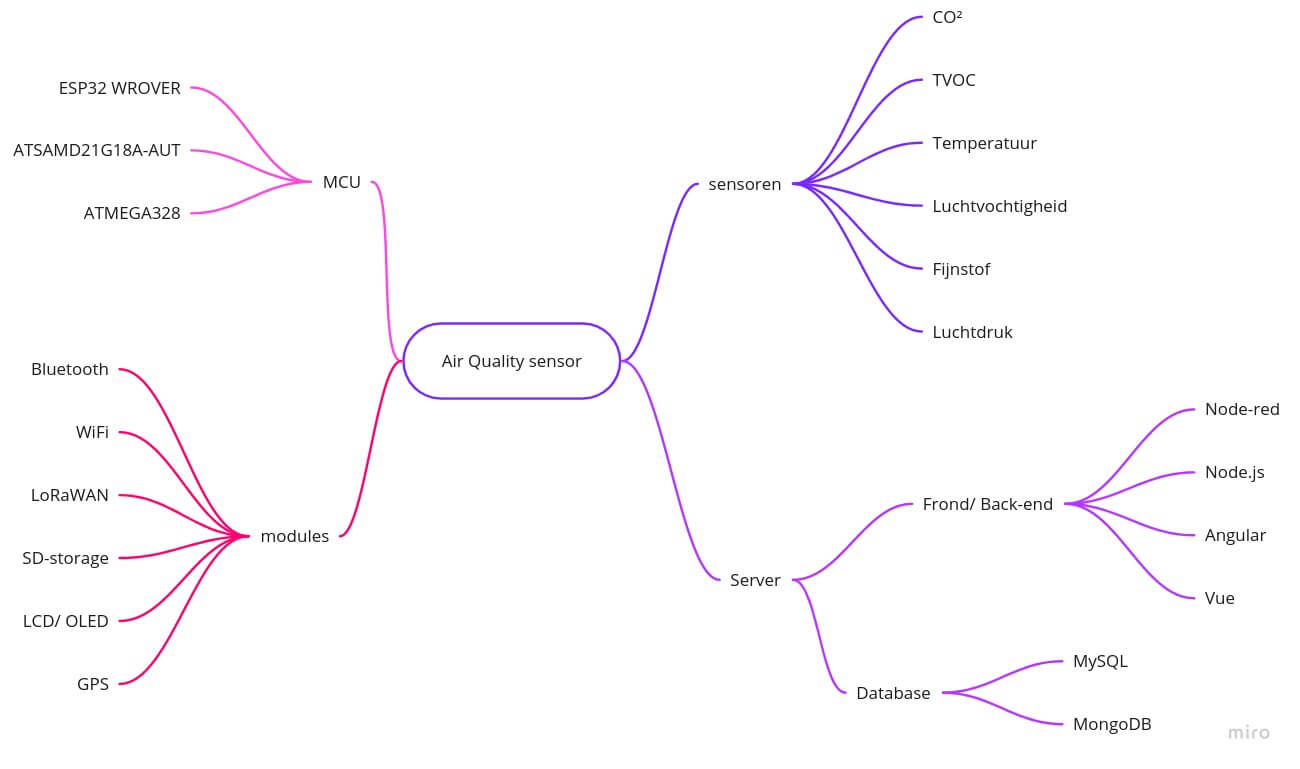 Air Quality sensor
MCU
ESP32 WROVER
ATSAMD21G18A-AUT
ATMEGA328
modules
Bluetooth
WiFi
LoRaWAN
SD-storage
LCD/ OLED
GPS
sensoren
CO²
TVOC
Temperatuur
Luchtvochtigheid
Fijnstof
Luchtdruk
Server
Frond/ Back-end
Node-red
Node.js
Angular
Vue
Database
MySQL
MongoDB
miro